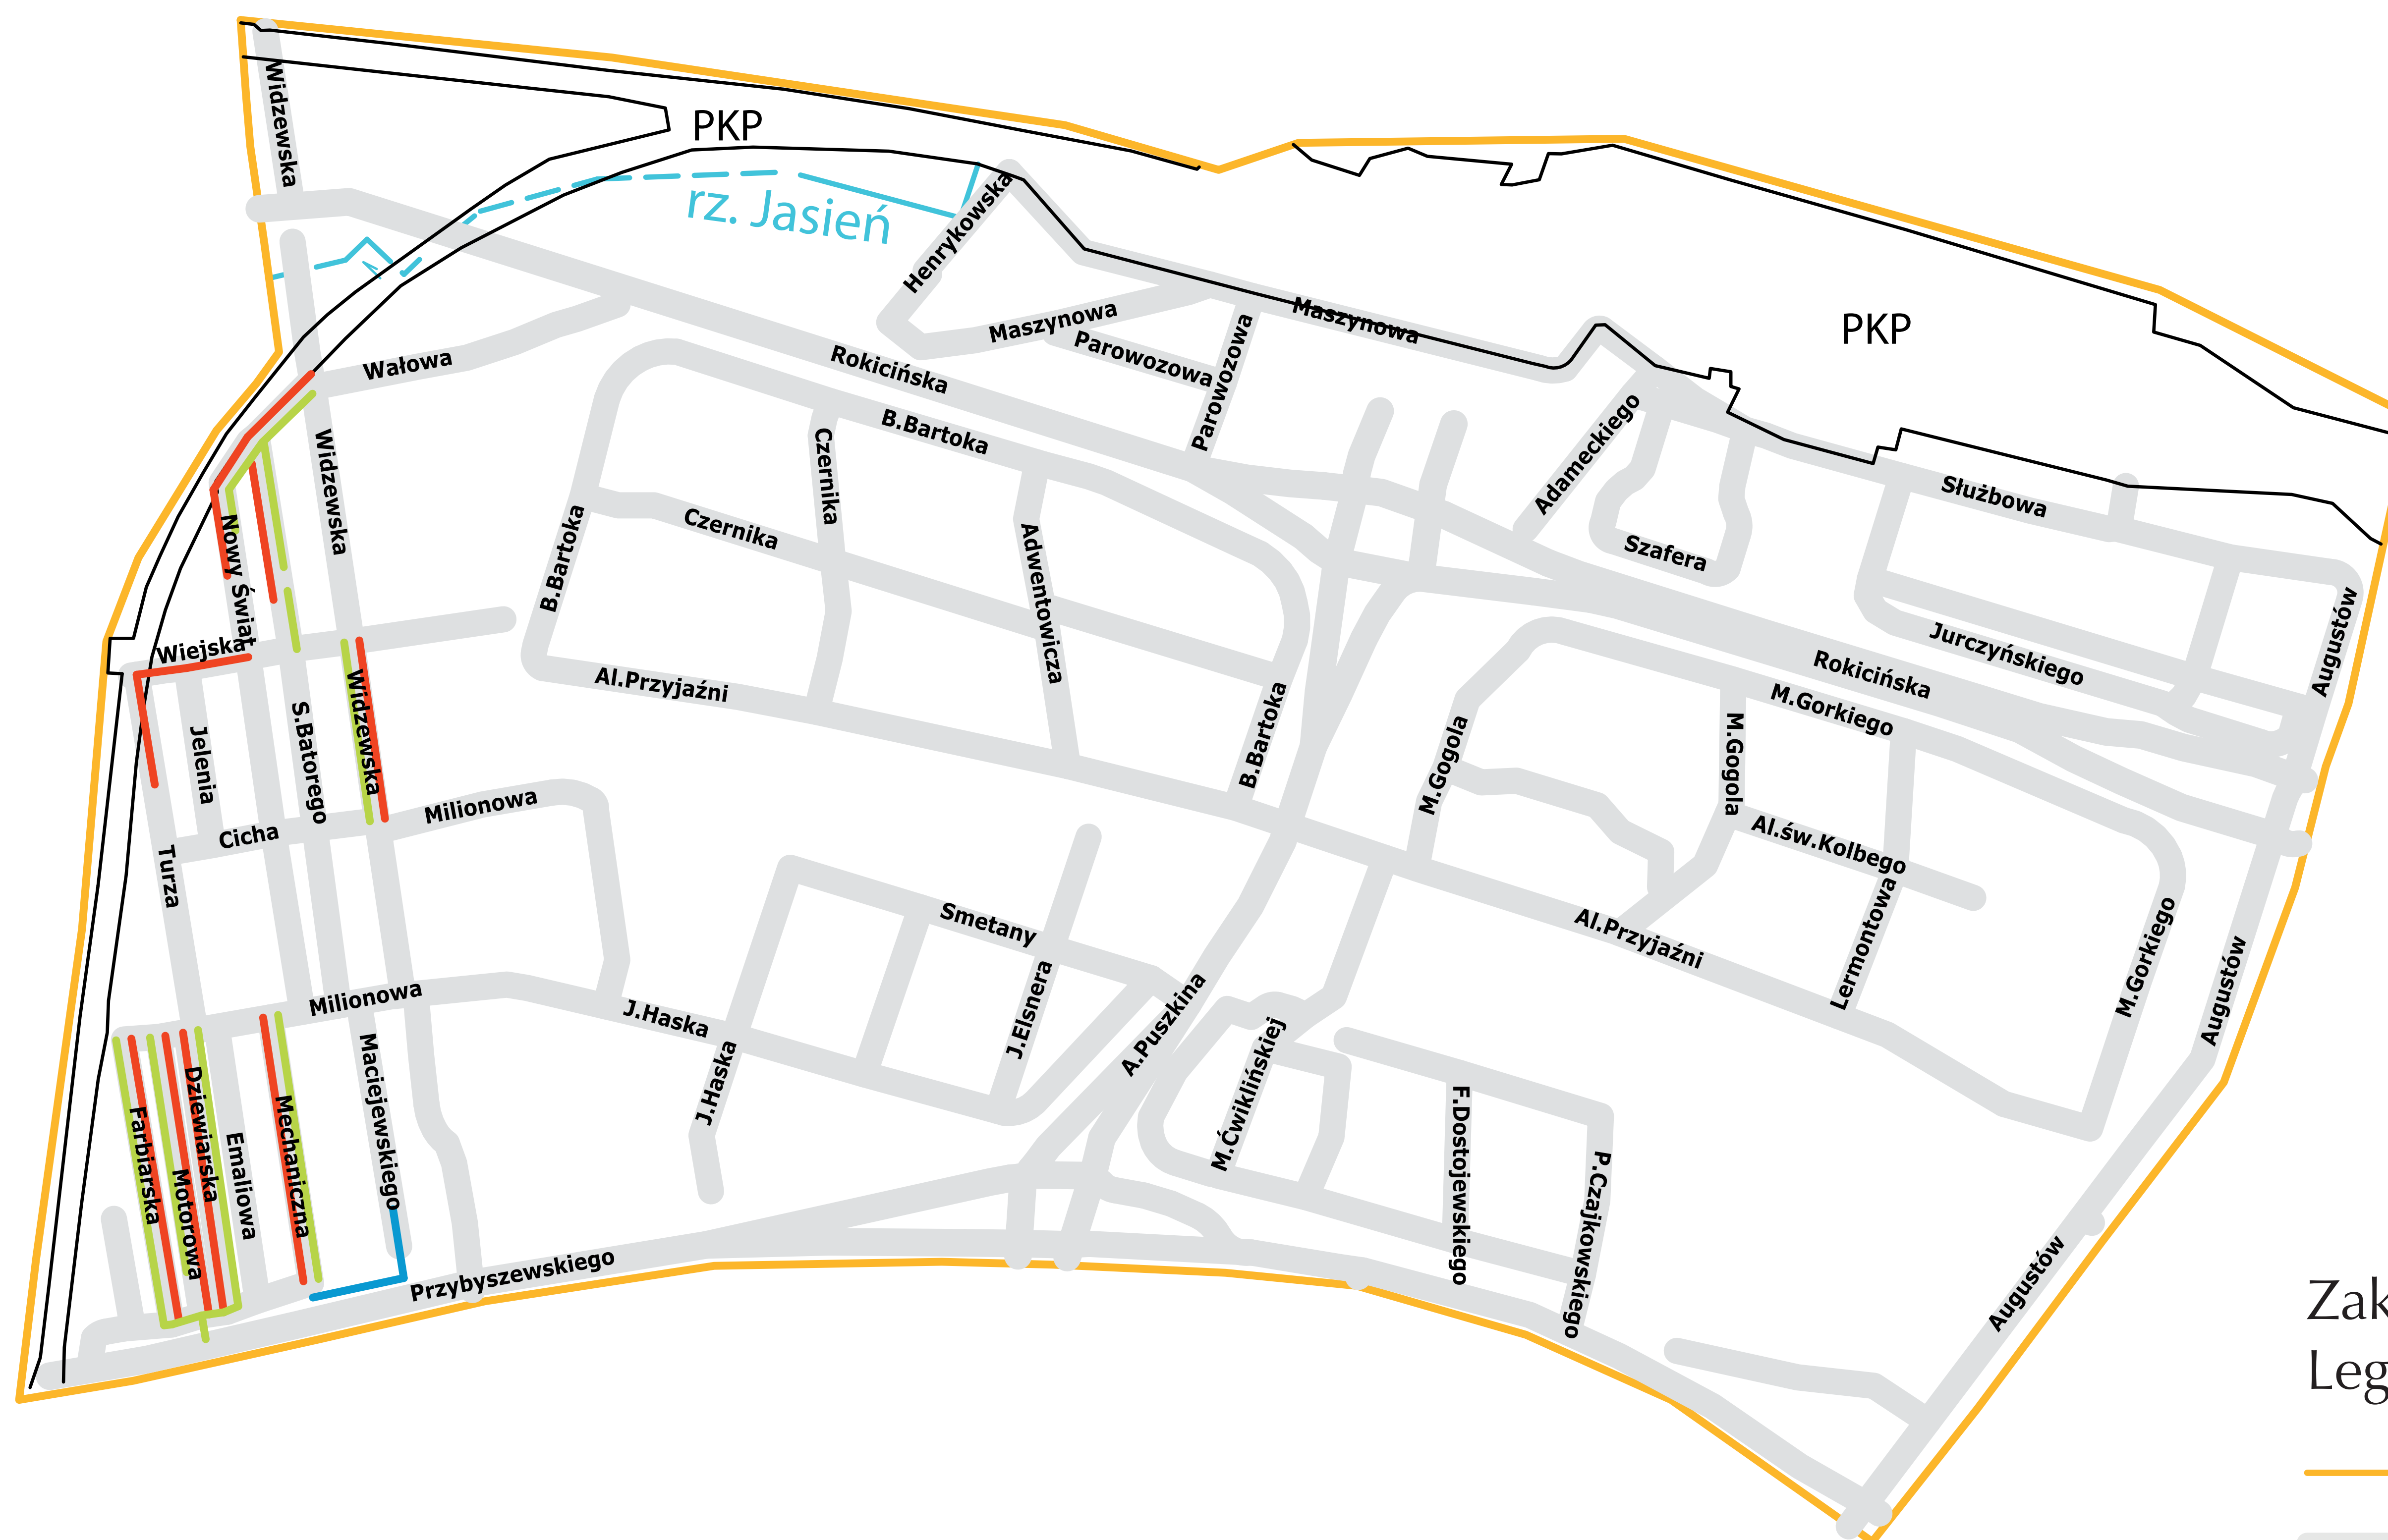 Widzewska
PKP
rz. Jasień
Henrykowska
Maszynowa
Maszynowa
Parowozowa
Parowozowa
PKP
Wałowa
Rokicińska
B.Bartoka
Czernika
Widzewska
Adameckiego
Szafera
Służbowa
Nowy Świat
Czernika
B.Bartoka
Adwentowicza
Jurczyńskiego
Augustów
Wiejska
Al.Przyjaźni
B.Bartoka
Rokicińska
M.Gorkiego
M.Gogola
M.Gogola
Widzewska
Jelenia
S.Batorego
Milionowa
Cicha
Al.św.Kolbego
Turza
Smetany
Al.Przyjaźni
Lermontowa
M.Gorkiego
Augustów
Milionowa
J.Haska
J.Elsnera
A.Puszkina
J.Haska
M.Ćwiklińskiej
F.Dostojewskiego
P.Czajkowskiego
Maciejewskiego
Farbiarska
Motorowa
Dziewiarska
Emaliowa
Mechaniczna
Przybyszewskiego
Augustów
Zak
Leg